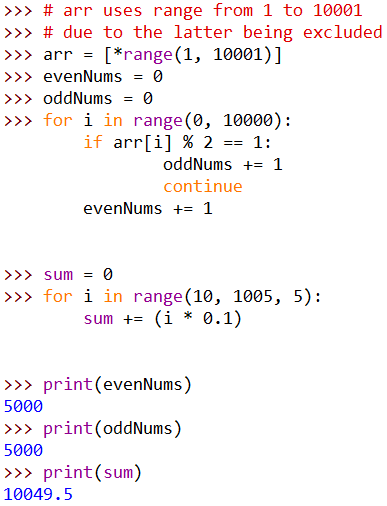 >>> # arr uses range from 1 to 10001
>>> # due to the latter being excluded
>>> arr = [*range(1, 10001)]
>>> evenNums = 0
>>> oddNums = 0
>>> for i in range(0, 10000):
        if arr[i] % 2 == 1:
                oddNums += 1
                continue
        evenNums += 1
>>> sum = 0
>>> for i in range(10, 1005, 5):
        sum += (i * 0.1)
>>> print(evenNums)
5000
>>> print(oddNums)
5000
>>> print(sum)
10049.5